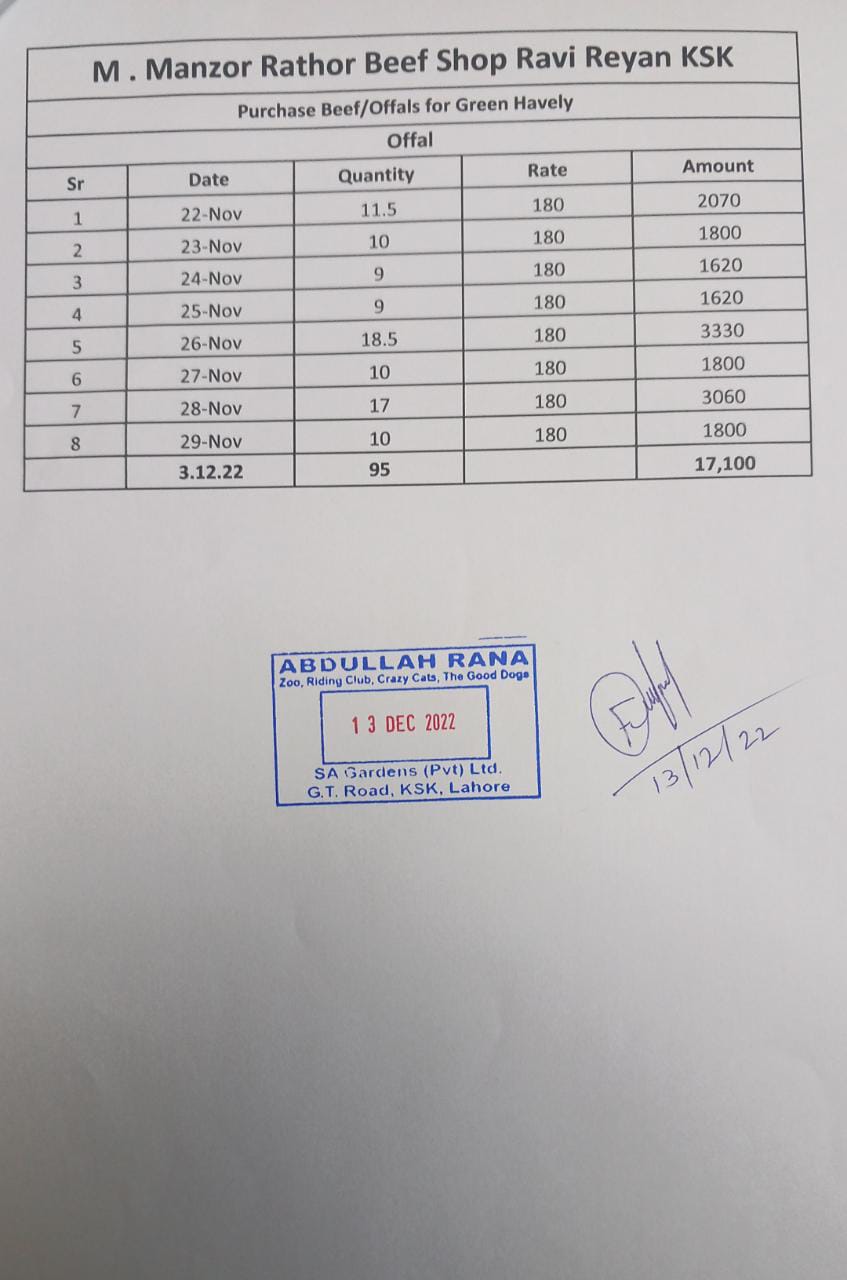 M . Manzor Rathor Beef Shop Ravi Reyan KSK
Purchase Beef/Offals for Green Havely
Offal
Sr Date Quantity Rate Amount
1 22-Nov 11.5 180 2070
2 23-Nov 10 180 1800
3 24-Nov 9 180 1620
4 25-Nov 9 180 1620
5 26-Nov 18.5 180 3330
6 27-Nov 10 180 1800
7 28-Nov 17 180 3060
8 29-Nov 10 180 1800
3.12.22 95 17,100
ABDULLAH RANA
Zoo, Riding Club, Crazy Cats, The Good Dogs
13 DEC 2022
SA Gardens (Pvt) Ltd.
G.T. Road, KSK, Lahore
13/12/22